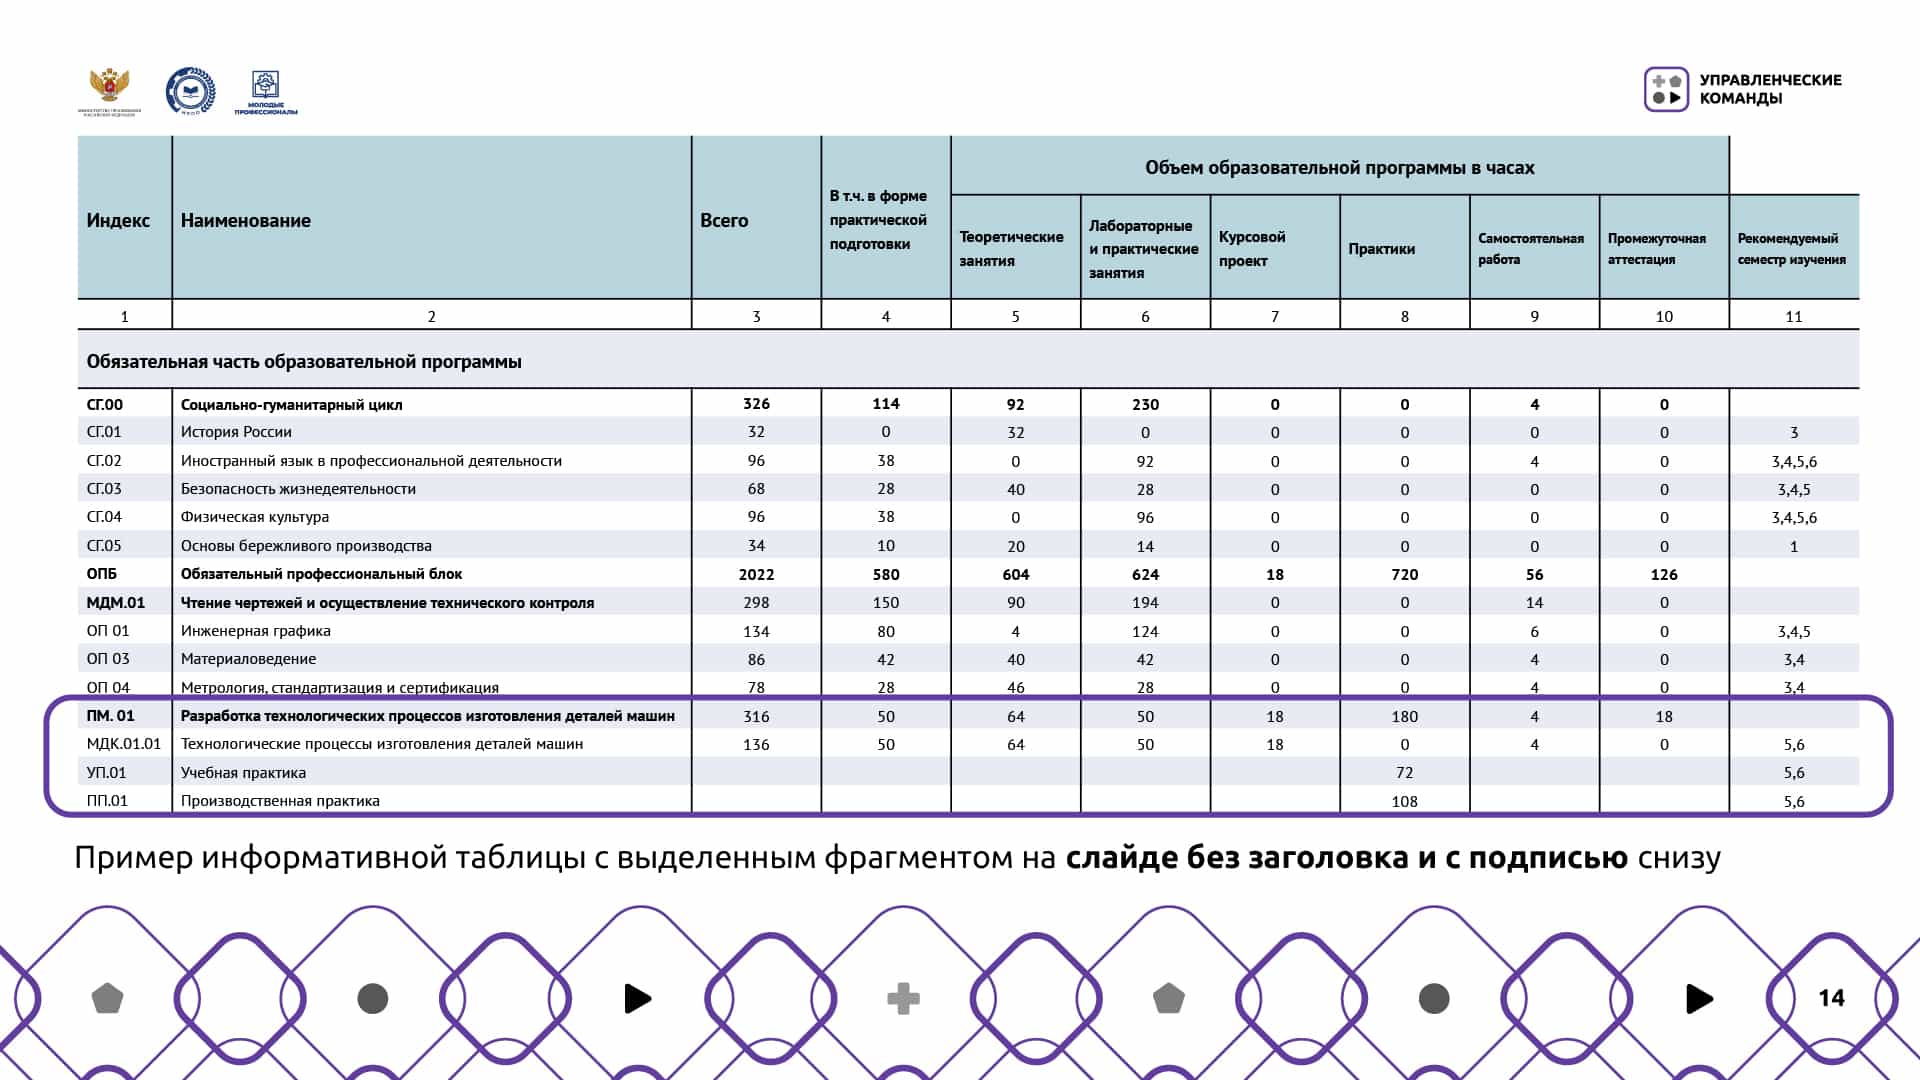 МИНИСТЕРСТВО ПРОСВЕЩЕНИЯ
РОССИЙСКОЙ ФЕДЕРАЦИИ
МОЛОДЫЕ
ПРОФЕССИОНАЛЫ
УПРАВЛЕНЧЕСКИЕ
КОМАНДЫ
Индекс Наименование Всего В т.ч. в форме практической подготовки Объем образовательной программы в часах
Теоретические занятия Лабораторные и практические занятия Курсовой проект Практики Самостоятельная работа Промежуточная аттестация Рекомендуемый семестр изучения
1 2 3 4 5 6 7 8 9 10 11
Обязательная часть образовательной программы
СГ.00 Социально-гуманитарный цикл 326 114 92 230 0 0 4 0
СГ.01 История России 32 0 32 0 0 0 0 0 3
СГ.02 Иностранный язык в профессиональной деятельности 96 38 0 92 0 0 4 0 3,4,5,6
СГ.03 Безопасность жизнедеятельности 68 28 40 28 0 0 0 0 3,4,5
СГ.04 Физическая культура 96 38 0 96 0 0 0 0 3,4,5,6
СГ.05 Основы бережливого производства 34 10 20 14 0 0 0 0 1
ОПБ Обязательный профессиональный блок 2022 580 604 624 18 720 56 126
МДМ.01 Чтение чертежей и осуществление технического контроля 298 150 90 194 0 0 14 0
ОП 01 Инженерная графика 134 80 4 124 0 0 6 0 3,4,5
ОП 03 Материаловедение 86 42 40 42 0 0 4 0 3,4
ОП 04 Метрология, стандартизация и сертификация 78 28 46 28 0 0 4 0 3,4
ПМ. 01 Разработка технологических процессов изготовления деталей машин 316 50 64 50 18 180 4 18
МДК.01.01 Технологические процессы изготовления деталей машин 136 50 64 50 18 0 4 0 5,6
УП.01 Учебная практика 72 5,6
ПП.01 Производственная практика 108 5,6
Пример информативной таблицы с выделенным фрагментом на слайде без заголовка и с подписью снизу
14